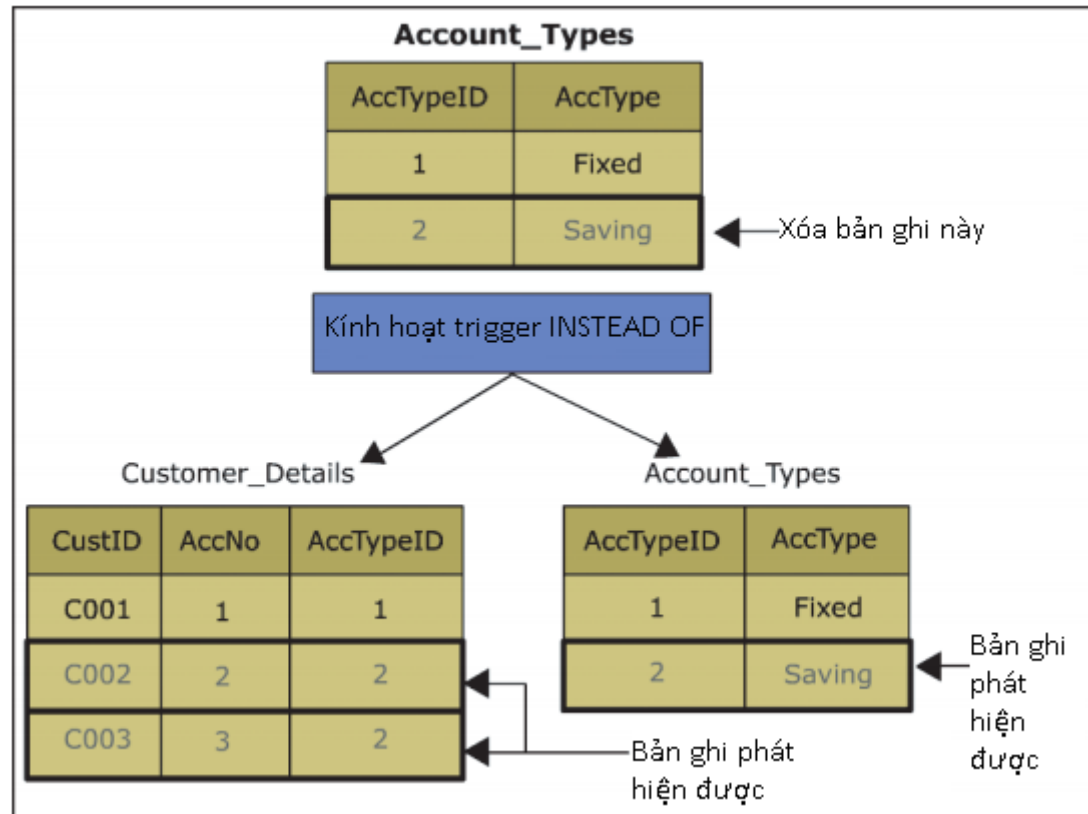 Account_Types
AccTypeID AccType
1 Fixed
2 Saving
Xóa bản ghi này
Kính hoạt trigger INSTEAD OF
Customer_Details
CustID AccNo AccTypeID
C001 1 1
C002 2 2
C003 3 2
Bản ghi phát
hiện được
Account_Types
AccTypeID AccType
1 Fixed
2 Saving
Bản ghi
phát
hiện
được